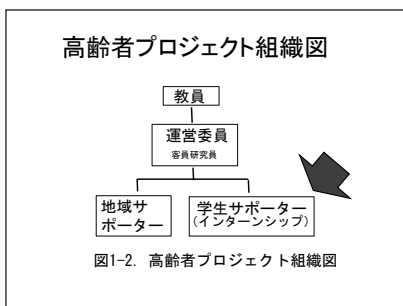 高齢者プロジェクト組織図
教員
運営委員
客員研究員
地域サ
ポーター
学生サポーター
(インターンシップ)
図1-2. 高齢者プロジェクト組織図